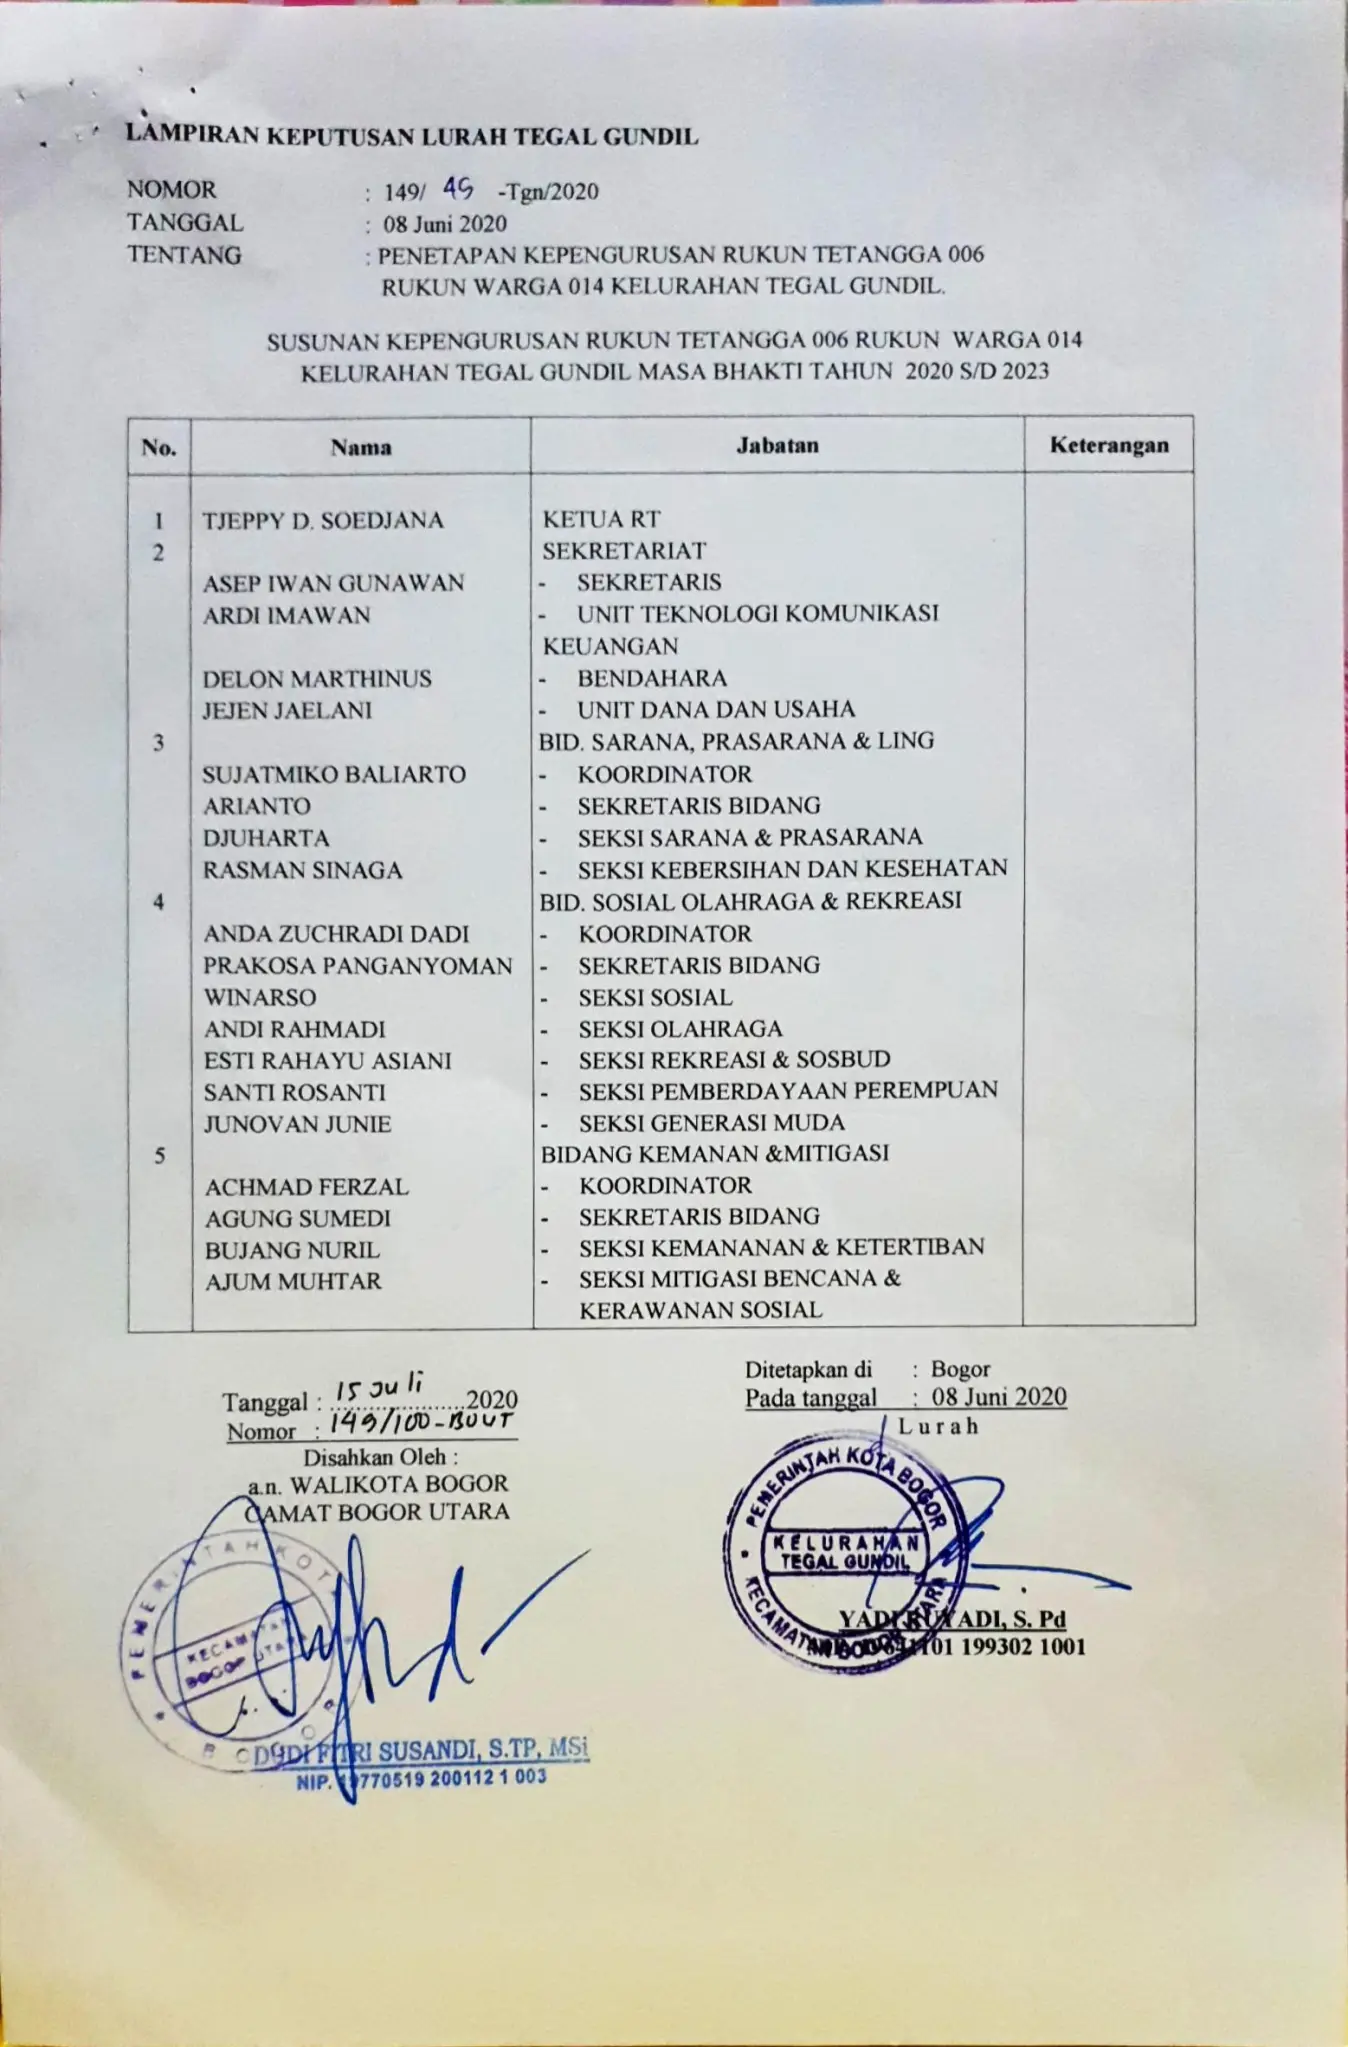 LAMPIRAN KEPUTUSAN LURAH TEGAL GUNDIL
NOMOR : 149/ 49 -Tgn/2020
TANGGAL : 08 Juni 2020
TENTANG : PENETAPAN KEPENGURUSAN RUKUN TETANGGA 006
RUKUN WARGA 014 KELURAHAN TEGAL GUNDIL.
SUSUNAN KEPENGURUSAN RUKUN TETANGGA 006 RUKUN WARGA 014
KELURAHAN TEGAL GUNDIL MASA BHAKTI TAHUN 2020 S/D 2023
No. Nama Jabatan Keterangan
1 TJEPPY D. SOEDJANA KETUA RT
2 SEKRETARIAT
ASEP IWAN GUNAWAN - SEKRETARIS
ARDI IMAWAN - UNIT TEKNOLOGI KOMUNIKASI
KEUANGAN
DELON MARTHINUS - BENDAHARA
JEJEN JAELANI - UNIT DANA DAN USAHA
3 BID. SARANA, PRASARANA & LING
SUJATMIKO BALIARTO - KOORDINATOR
ARIANTO - SEKRETARIS BIDANG
DJUHARTA - SEKSI SARANA & PRASARANA
RASMAN SINAGA - SEKSI KEBERSIHAN DAN KESEHATAN
4 BID. SOSIAL OLAHRAGA & REKREASI
ANDA ZUCHRADI DADI - KOORDINATOR
PRAKOSA PANGANYOMAN - SEKRETARIS BIDANG
WINARSO - SEKSI SOSIAL
ANDI RAHMADI - SEKSI OLAHRAGA
ESTI RAHAYU ASIANI - SEKSI REKREASI & SOSBUD
SANTI ROSANTI - SEKSI PEMBERDAYAAN PEREMPUAN
JUNOVAN JUNIE - SEKSI GENERASI MUDA
5 BIDANG KEMANAN &MITIGASI
ACHMAD FERZAL - KOORDINATOR
AGUNG SUMEDI - SEKRETARIS BIDANG
BUJANG NURIL - SEKSI KEMANANAN & KETERTIBAN
AJUM MUHTAR - SEKSI MITIGASI BENCANA &
KERAWANAN SOSIAL
Ditetapkan di : Bogor
Pada tanggal : 08 Juni 2020
Lurah
PEMERINTAH KOTA BOGOR
KELURAHAN
TEGAL GUNDIL
KECAMATAN BOGOR UTARA
YADI RUYADI, S. Pd
199302 1001
Tanggal : 15 Juli 2020
Nomor : 149/100-BOUT
Disahkan Oleh :
a.n. WALIKOTA BOGOR
CAMAT BOGOR UTARA
PEMERINTAH KOTA
KECAMATAN
BOGOR UTARA
BOGOR
FITRI SUSANDI, S.TP, MSi
NIP. 19770519 200112 1 003